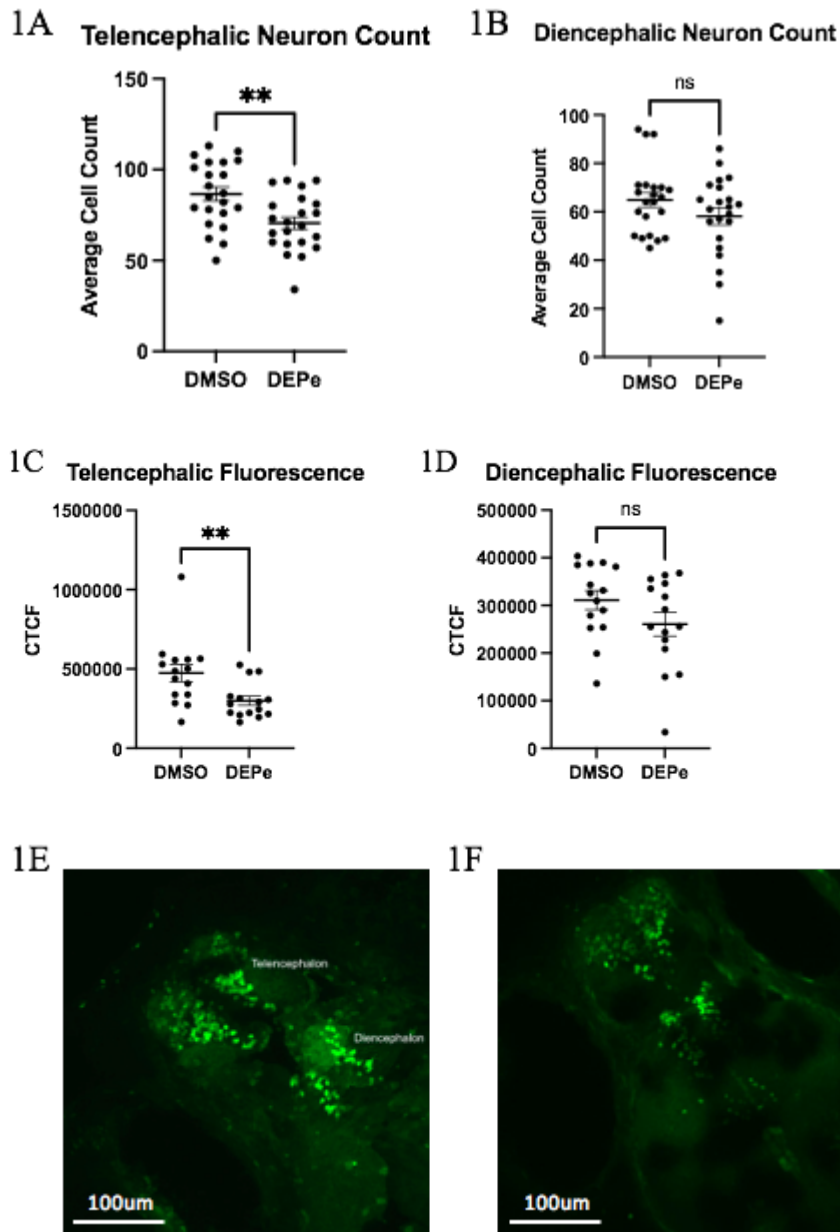 1A
Telencephalic Neuron Count
Average Cell Count
150
100
50
0
**
DMSO
DEPe
1B
Diencephalic Neuron Count
Average Cell Count
100
80
60
40
20
0
ns
DMSO
DEPe
1C
Telencephalic Fluorescence
CTCF
1500000
1000000
500000
0
**
DMSO
DEPe
1D
Diencephalic Fluorescence
CTCF
500000
400000
300000
200000
100000
0
ns
DMSO
DEPe
1E
Telencephalon
Diencephalon
100um
1F
100um